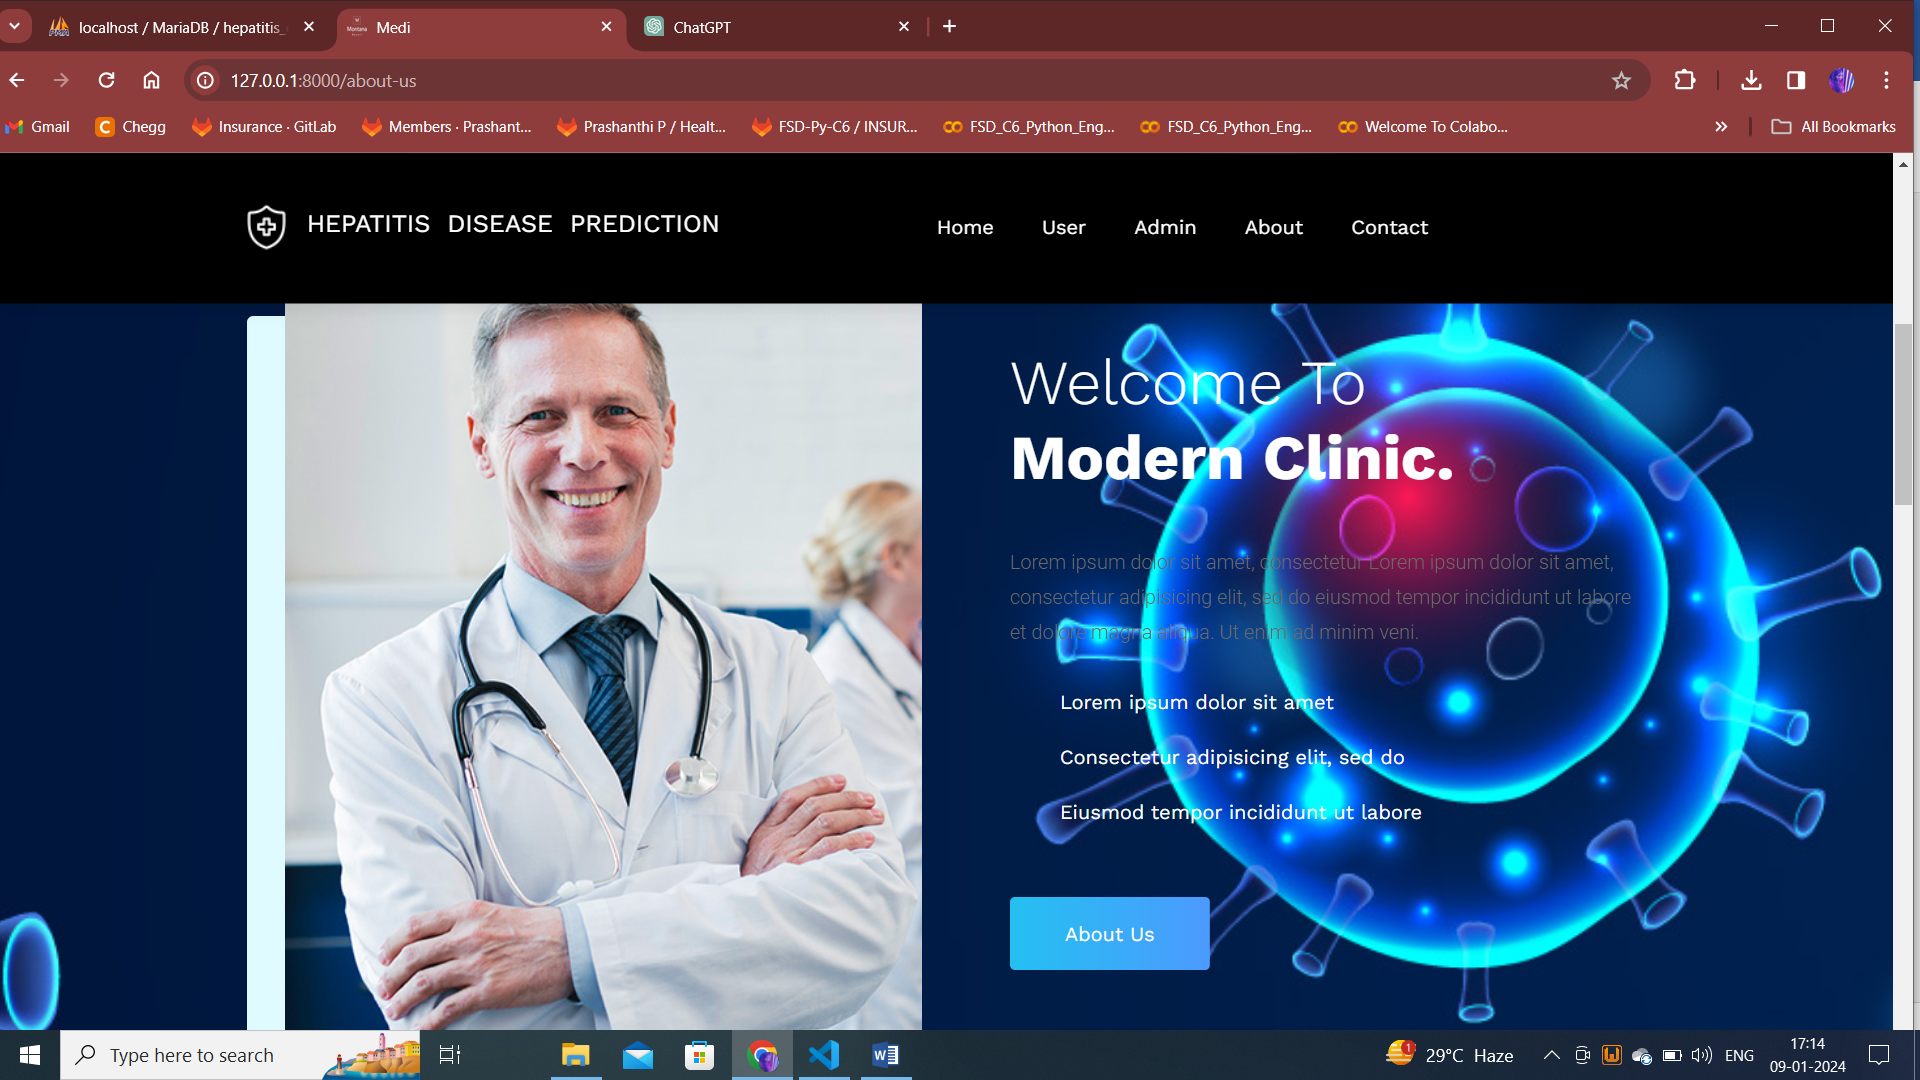 localhost / MariaDB / hepatitis_
Medi
ChatGPT
127.0.0.1:8000/about-us
Gmail
Chegg
Insurance · GitLab
Members · Prashant...
Prashanthi P / Healt...
FSD-Py-C6 / INSUR...
FSD_C6_Python_Eng...
FSD_C6_Python_Eng...
Welcome To Colabo...
All Bookmarks
HEPATITIS DISEASE PREDICTION
Home
User
Admin
About
Contact
Welcome To
Modern Clinic.
Lorem ipsum dolor sit amet, consectetur Lorem ipsum dolor sit amet,
consectetur adipisicing elit, sed do eiusmod tempor incididunt ut labore
et dolore magna aliqua. Ut enim ad minim veni.
Lorem ipsum dolor sit amet
Consectetur adipisicing elit, sed do
Eiusmod tempor incididunt ut labore
About Us
Type here to search
1
29°C Haze
ENG
17:14
09-01-2024